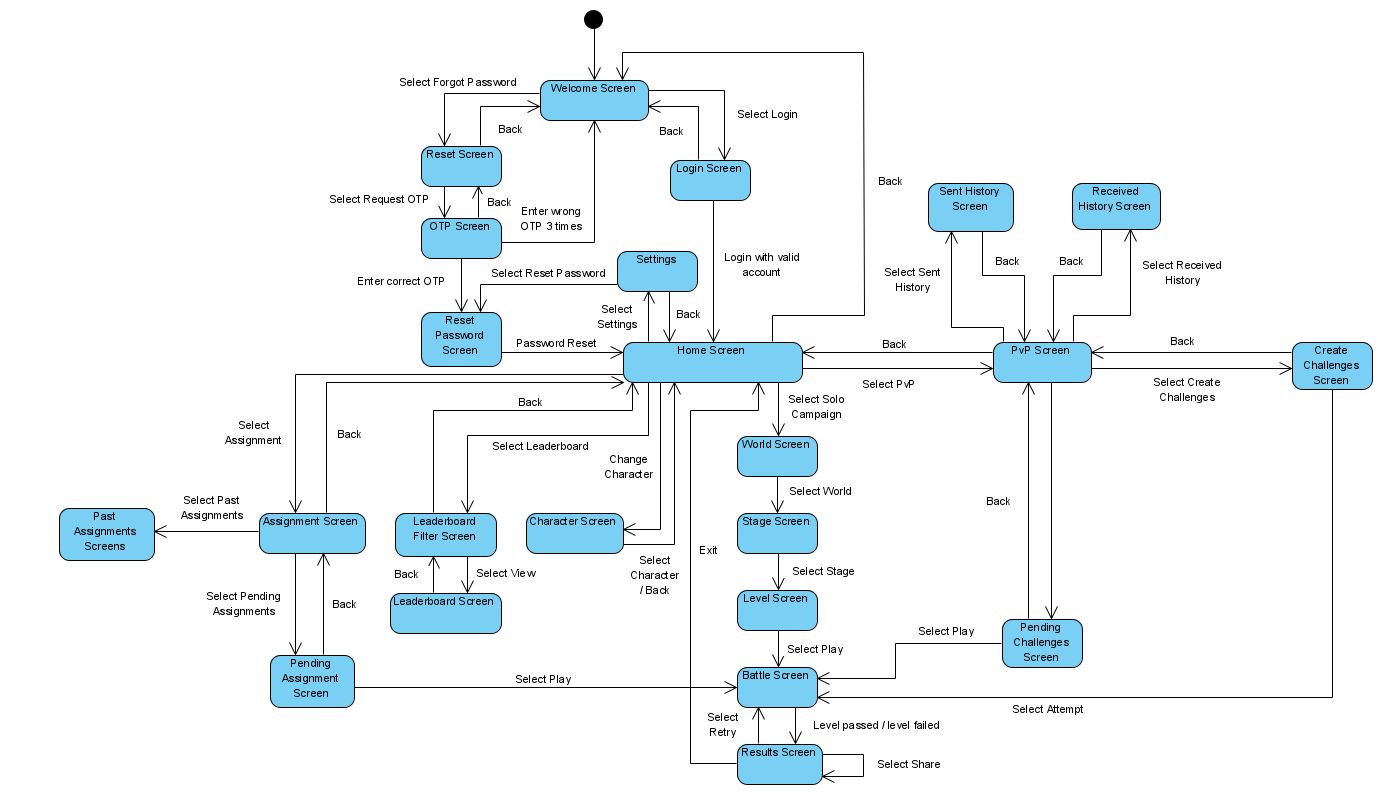 Select Forgot Password
Welcome Screen
Select Login
Back
Back
Reset Screen
Login Screen
Select Request OTP
Back
Enter wrong
OTP 3 times
OTP Screen
Back
Sent History
Screen
Received
History Screen
Enter correct OTP
Select Reset Password
Settings
Login with valid
account
Select Sent
History
Back
Back
Select Received
History
Select
Settings
Back
Reset
Password
Screen
Password Reset
Home Screen
Back
Select PvP
PvP Screen
Back
Select Create
Challenges
Create
Challenges
Screen
Select
Assignment
Back
Back
Select Leaderboard
Change
Character
Select Solo
Campaign
World Screen
Select World
Select Past
Assignments
Past
Assignments
Screens
Assignment Screen
Leaderboard
Filter Screen
Character Screen
Stage Screen
Back
Exit
Select
Character
/ Back
Select Stage
Back
Select View
Leaderboard Screen
Level Screen
Select Pending
Assignments
Back
Select Play
Select Play
Pending
Challenges
Screen
Pending
Assignment
Screen
Select Play
Battle Screen
Select Attempt
Select
Retry
Level passed / level failed
Results Screen
Select Share